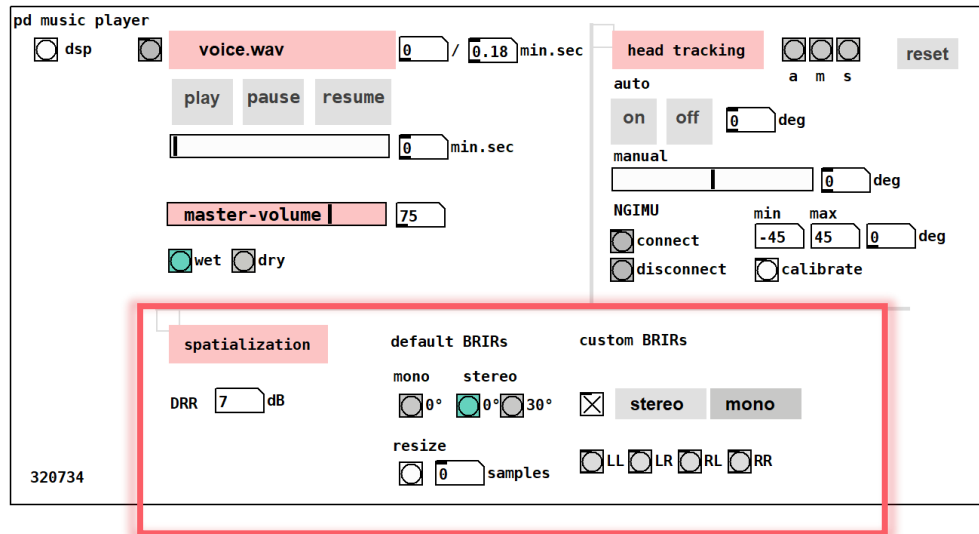 pd music player
dsp
voice.wav
0 / 0.18 min.sec
play pause resume
0 min.sec
master-volume 75
wet dry
head tracking
a m s
reset
auto
on off 0 deg
manual
0 deg
NGIMU min max
connect -45 45 0 deg
disconnect calibrate
spatialization
DRR 7 dB
default BRIRs
mono stereo
0° 0° 30°
resize
0 samples
custom BRIRs
stereo mono
LL LR RL RR
320734